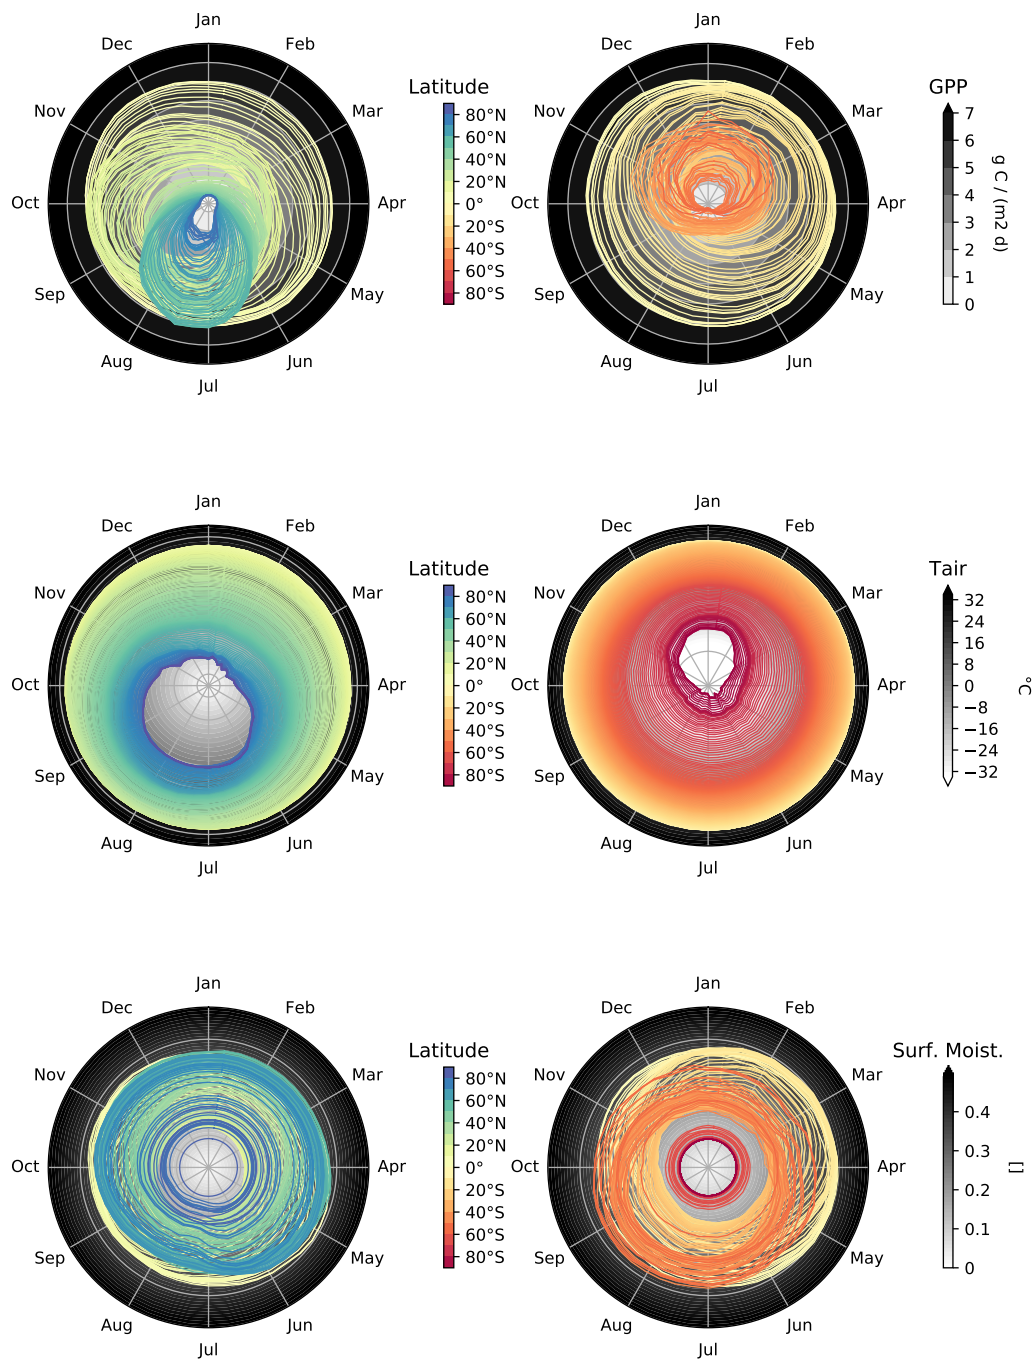 Jan
Dec
Feb
Nov
Mar
Oct
Apr
Sep
May
Aug
Jun
Jul
Latitude
80°N
60°N
40°N
20°N
0°
20°S
40°S
60°S
80°S
Jan
Dec
Feb
Nov
Mar
Oct
Apr
Sep
May
Aug
Jun
Jul
GPP
7
6
5
4
3
2
1
0
g C / (m2 d)
Jan
Dec
Feb
Nov
Mar
Oct
Apr
Sep
May
Aug
Jun
Jul
Latitude
80°N
60°N
40°N
20°N
0°
20°S
40°S
60°S
80°S
Jan
Dec
Feb
Nov
Mar
Oct
Apr
Sep
May
Aug
Jun
Jul
Tair
32
24
16
8
0
−8
−16
−24
−32
°C
Jan
Dec
Feb
Nov
Mar
Oct
Apr
Sep
May
Aug
Jun
Jul
Latitude
80°N
60°N
40°N
20°N
0°
20°S
40°S
60°S
80°S
Jan
Dec
Feb
Nov
Mar
Oct
Apr
Sep
May
Aug
Jun
Jul
Surf. Moist.
0.4
0.3
0.2
0.1
0
[]